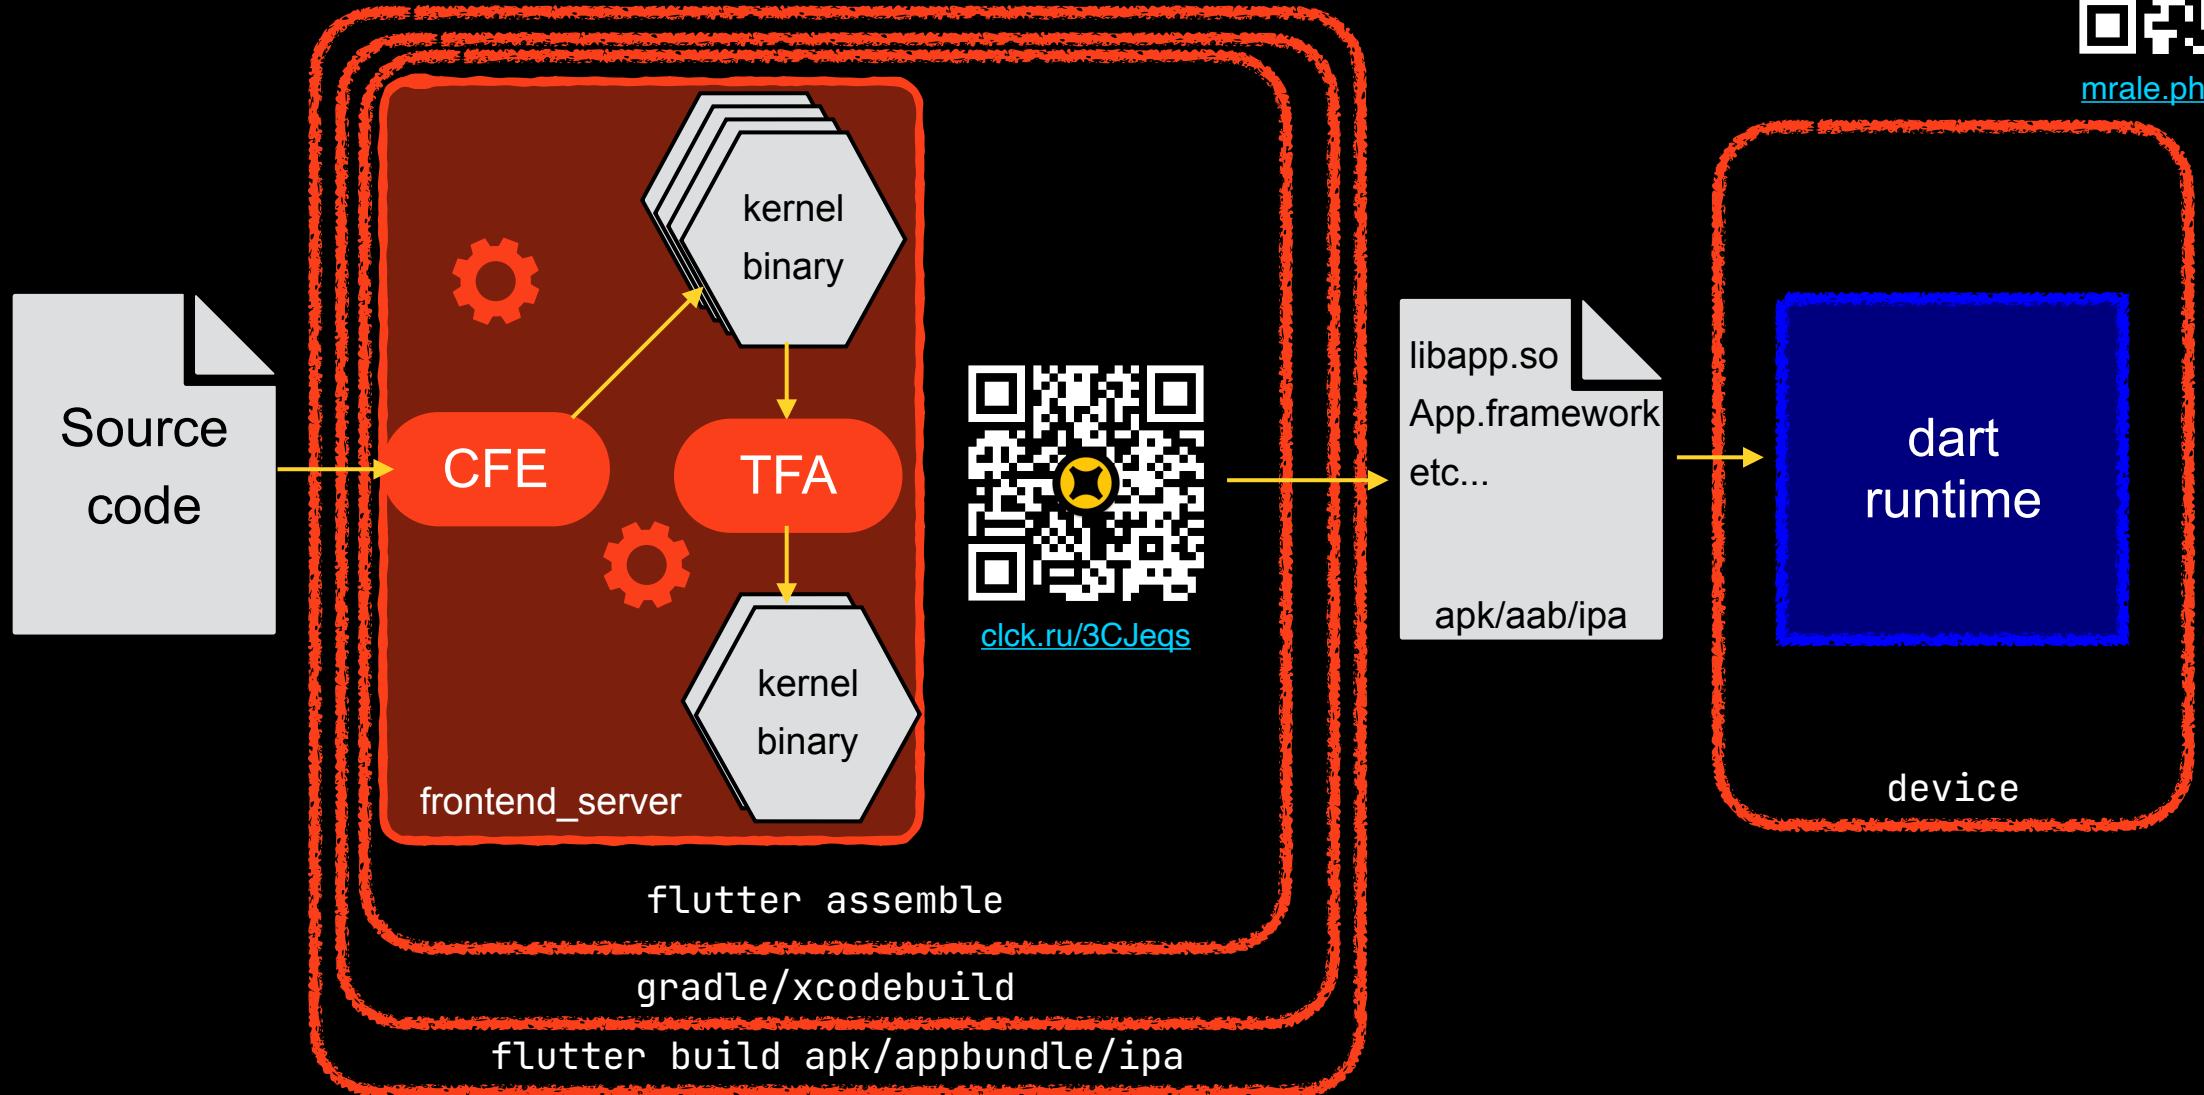 mrale.ph
Source
code
kernel
binary
CFE
TFA
kernel
binary
frontend_server
clck.ru/3CJeqs
flutter assemble
gradle/xcodebuild
flutter build apk/appbundle/ipa
libapp.so
App.framework
etc...
apk/aab/ipa
dart
runtime
device